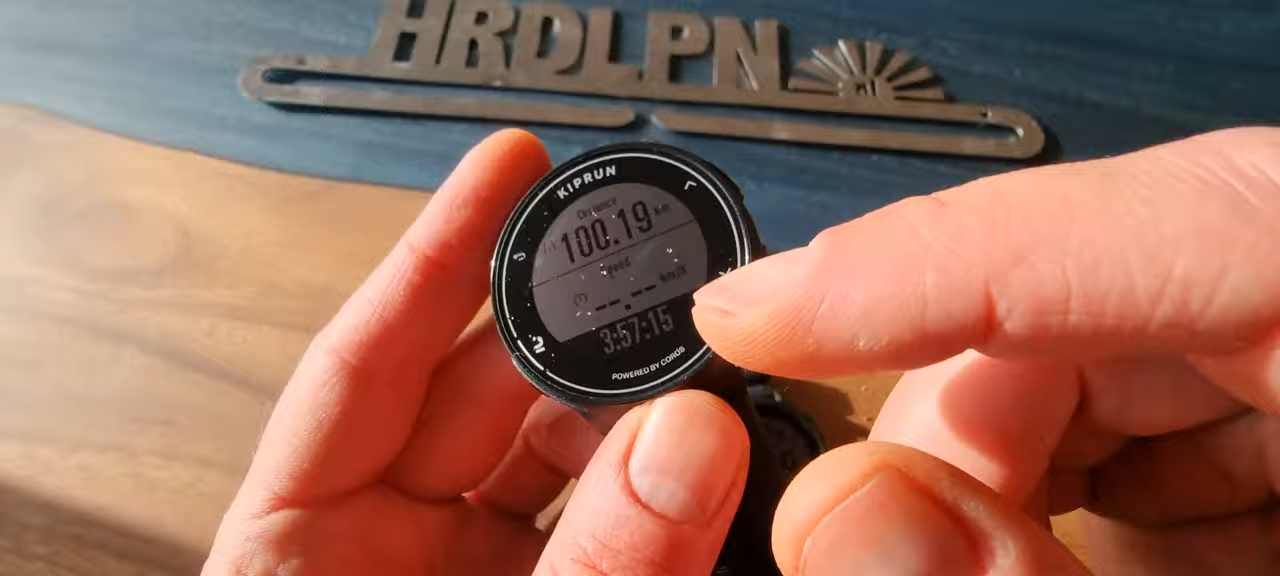 HRDLPN
KIPRUN
Distance
100.19 Km
Speed
--.-- km/h
3:57:15
POWERED BY COROS